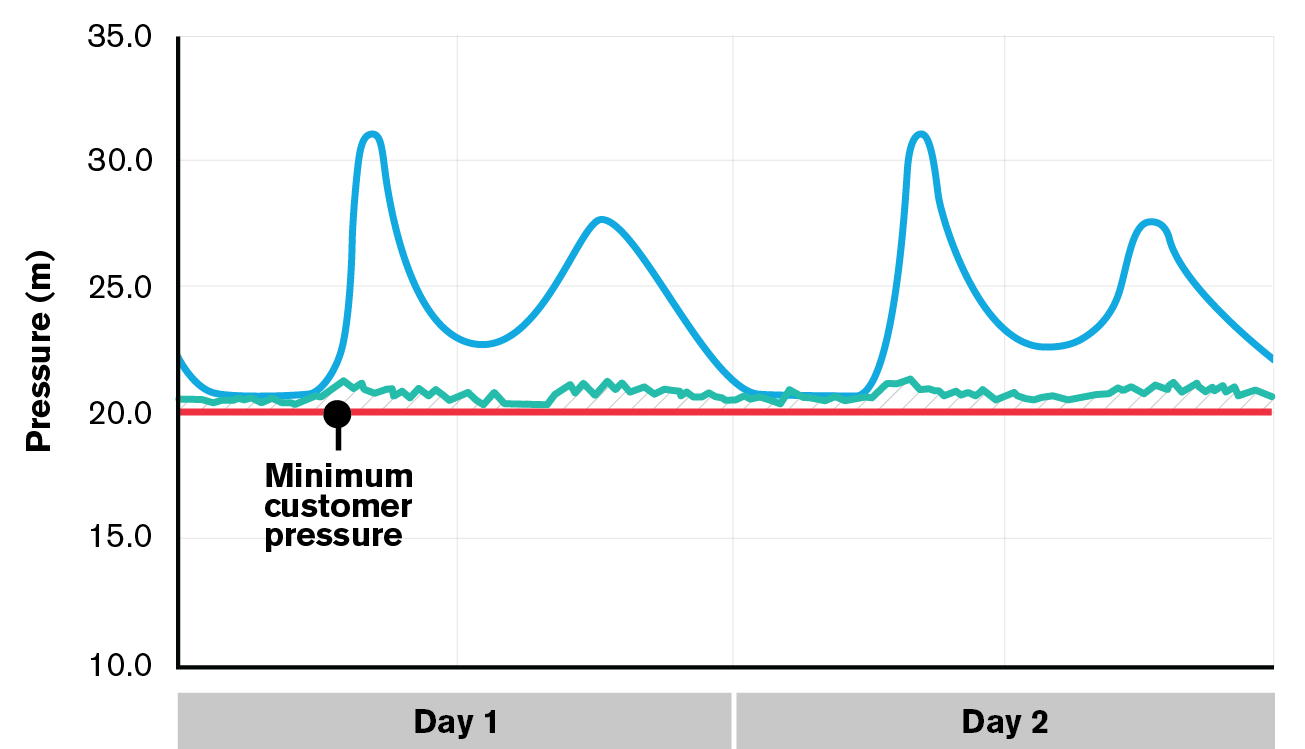 35.0
30.0
25.0
20.0
15.0
10.0
Pressure (m)
Minimum
customer
pressure
Day 1
Day 2